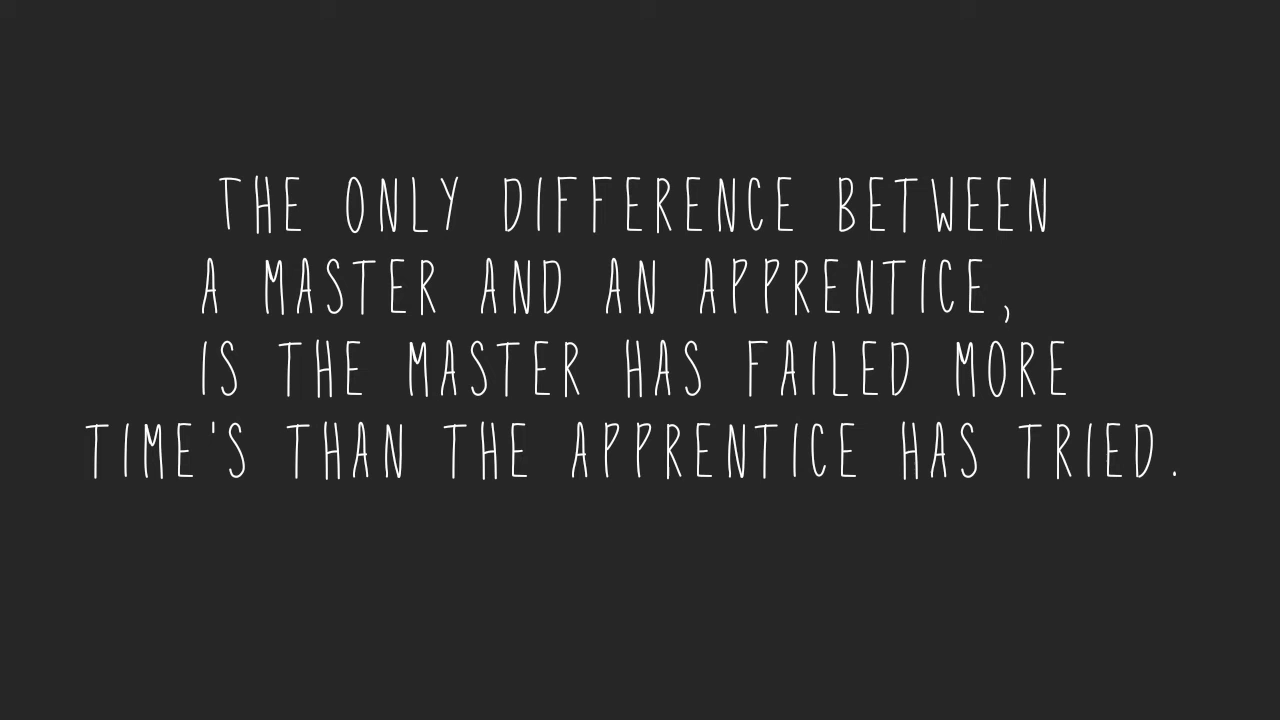 THE ONLY DIFFERENCE BETWEEN
A MASTER AND AN APPRENTICE,
IS THE MASTER HAS FAILED MORE
TIME'S THAN THE APPRENTICE HAS TRIED.